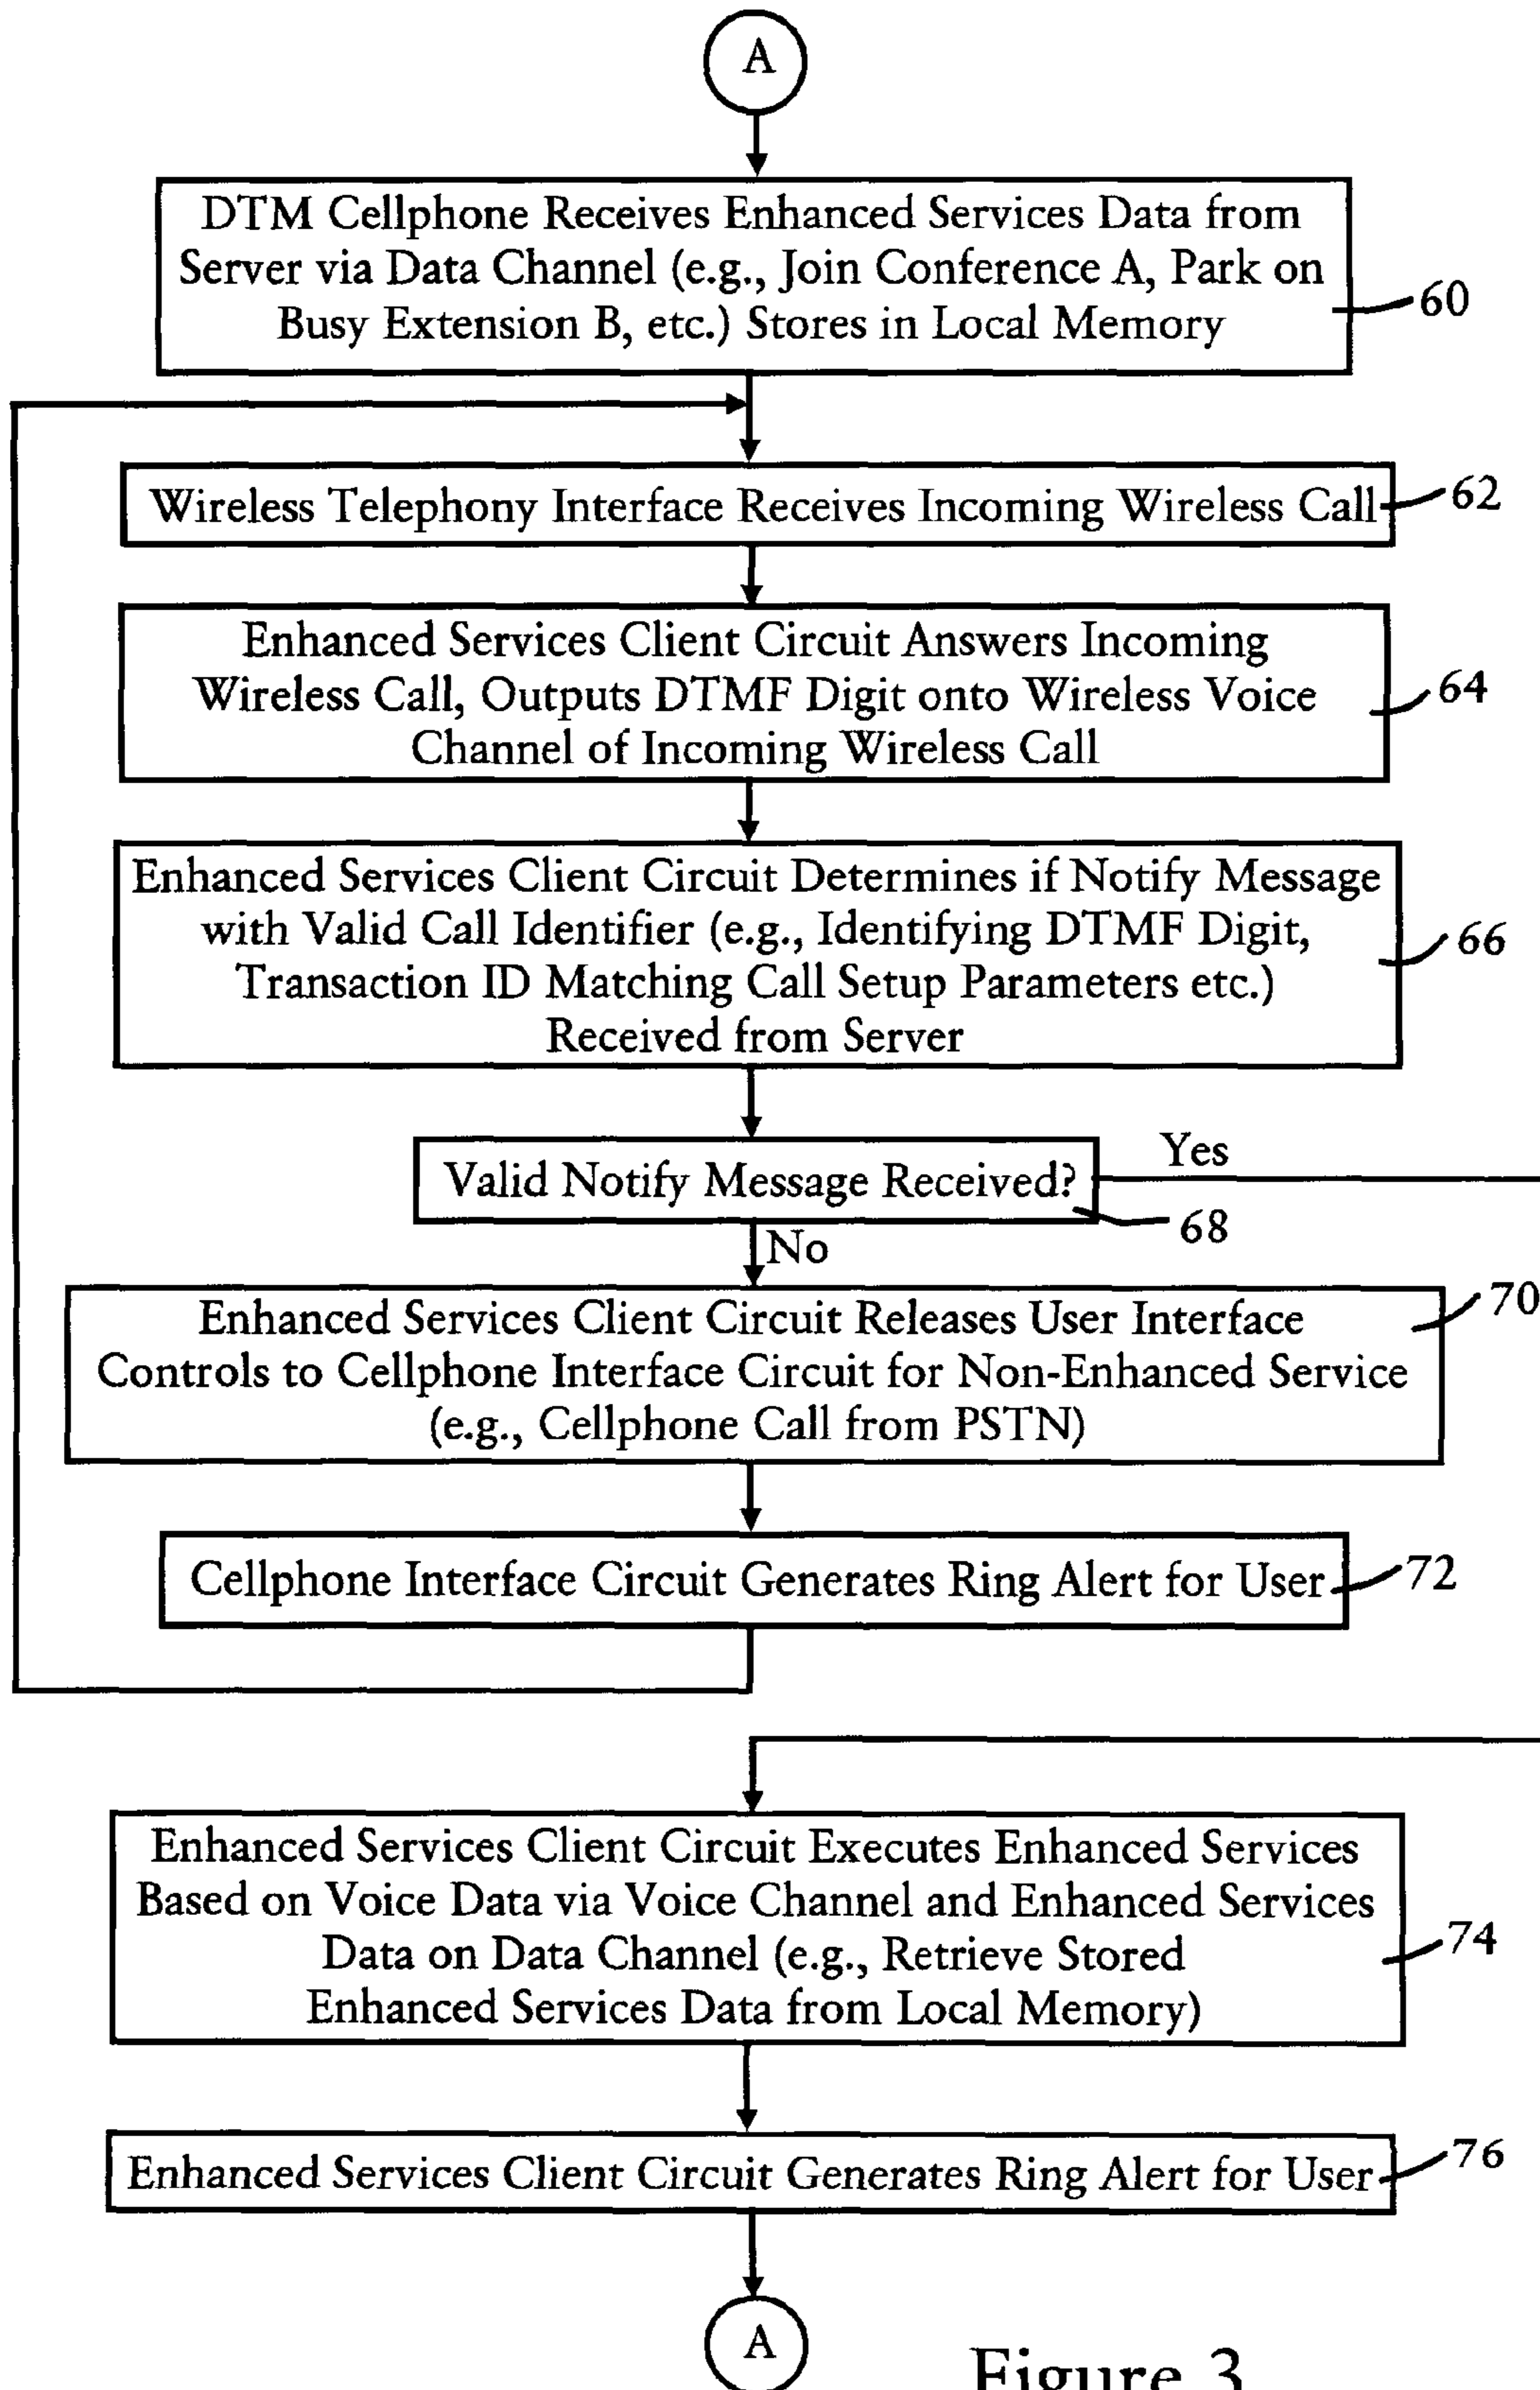 A
DTM Cellphone Receives Enhanced Services Data from
Server via Data Channel (e.g., Join Conference A, Park on
Busy Extension B, etc.) Stores in Local Memory
60
Wireless Telephony Interface Receives Incoming Wireless Call
62
Enhanced Services Client Circuit Answers Incoming
Wireless Call, Outputs DTMF Digit onto Wireless Voice
Channel of Incoming Wireless Call
64
Enhanced Services Client Circuit Determines if Notify Message
with Valid Call Identifier (e.g., Identifying DTMF Digit,
Transaction ID Matching Call Setup Parameters etc.)
Received from Server
66
Valid Notify Message Received?
Yes
68
No
Enhanced Services Client Circuit Releases User Interface
Controls to Cellphone Interface Circuit for Non-Enhanced Service
(e.g., Cellphone Call from PSTN)
70
Cellphone Interface Circuit Generates Ring Alert for User
72
Enhanced Services Client Circuit Executes Enhanced Services
Based on Voice Data via Voice Channel and Enhanced Services
Data on Data Channel (e.g., Retrieve Stored
Enhanced Services Data from Local Memory)
74
Enhanced Services Client Circuit Generates Ring Alert for User
76
A
Figure 3